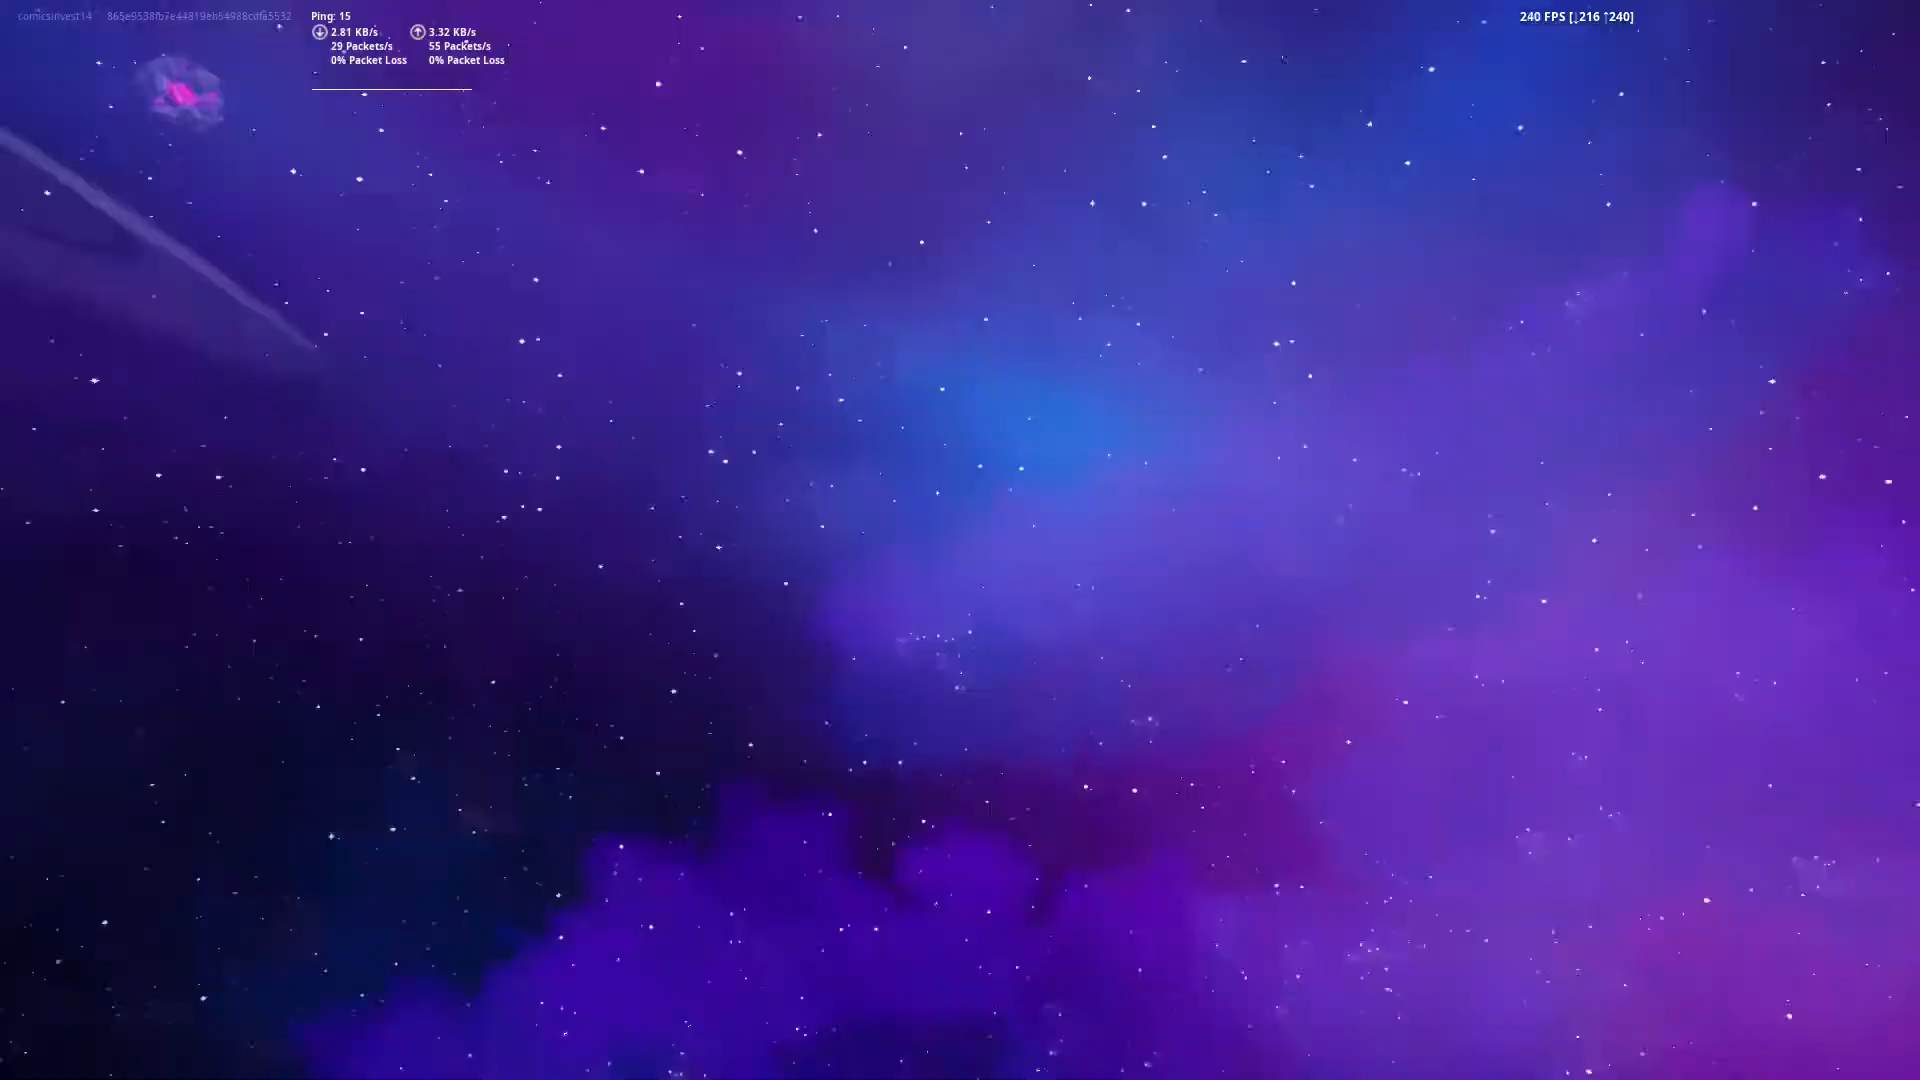 comicsinvest14
Ping: 15
2.81 KB/s 3.32 KB/s
29 Packets/s 55 Packets/s
0% Packet Loss 0% Packet Loss
240 FPS [↓216 ↑240]